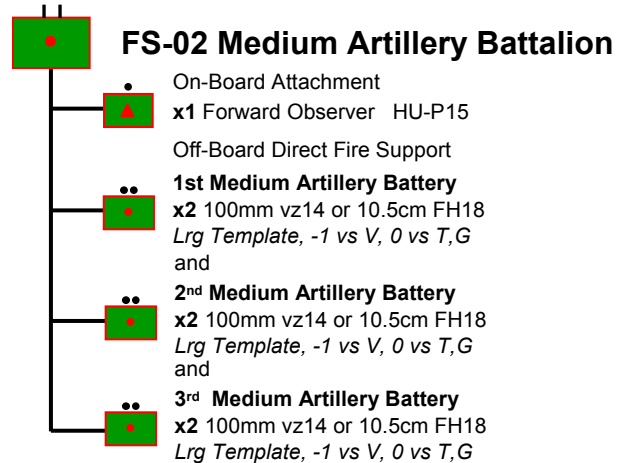 FS-02 Medium Artillery Battalion
On-Board Attachment
x1 Forward Observer HU-P15
Off-Board Direct Fire Support
1st Medium Artillery Battery
x2 100mm vz14 or 10.5cm FH18
Lrg Template, -1 vs V, 0 vs T,G
and
2nd Medium Artillery Battery
x2 100mm vz14 or 10.5cm FH18
Lrg Template, -1 vs V, 0 vs T,G
and
3rd Medium Artillery Battery
x2 100mm vz14 or 10.5cm FH18
Lrg Template, -1 vs V, 0 vs T,G